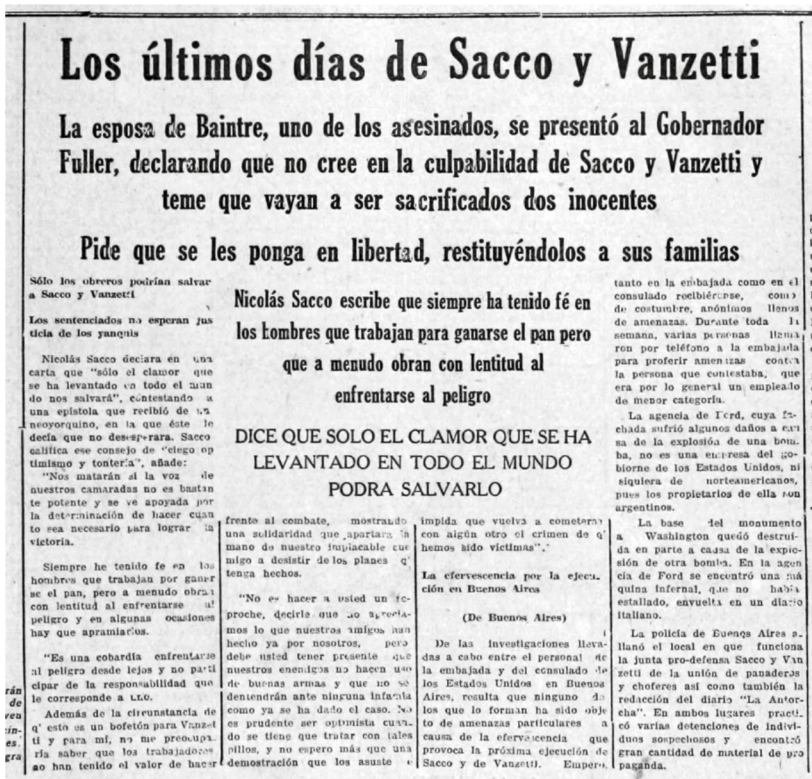 Los últimos días de Sacco y Vanzetti
La esposa de Baintre, uno de los asesinados, se presentó al Gobernador
Fuller, declarando que no cree en la culpabilidad de Sacco y Vanzetti y
teme que vayan a ser sacrificados dos inocentes
Pide que se les ponga en libertad, restituyéndolos a sus familias
Sólo los obreros podrían salvar
a Sacco y Vanzetti
Los sentenciados no esperan jus
ticia de los yanquis
Nicolás Sacco declara en una
carta que "sólo el clamor que
se ha levantado en todo el mun
do nos salvará", contestando a
una epístola que recibió de un
neoyorquino, en la que éste le
decía que no desesperara. Sacco
califica ese consejo de "ciego op
timismo y tontería", añade:
"Nos matarán si la voz de
nuestros camaradas no es bastan
te potente y se ve apoyada por
la determinación de hacer cuan
to sea necesario para lograr la
victoria.
Siempre he tenido fe en los
hombres que trabajan por ganar
se el pan, pero a menudo obran
con lentitud al enfrentarse al
peligro y en algunas ocasiones
hay que apramiarlos.
"Es una cobardía enfrentarse
al peligro desde lejos y no parti
cipar de la responsabilidad que
le corresponde a uno.
Además de la circunstancia de
q' esto es un bofetón para Vanzet
ti y para mí, no me preocupa
ría saber que los trabajadores
no han tenido el valor de hacer
Nicolás Sacco escribe que siempre ha tenido fé en
los hombres que trabajan para ganarse el pan pero
que a menudo obran con lentitud al
enfrentarse al peligro
DICE QUE SOLO EL CLAMOR QUE SE HA
LEVANTADO EN TODO EL MUNDO
PODRA SALVARLO
frente al combate, mostrando
una solidaridad que apartara la
mano de nuestro implacable ene
migo a desistir de los planes q'
tenga hechos.
"No es hacer a usted un re
proche, decirle que no aprecia
mos lo que nuestros amigos han
hecho ya por nosotros, pero
debe usted tener presente que
nuestros enemigos no hacen uso
de buenas armas y que no se
dentendrán ante ninguna infamia
como ya se ha dado el caso. No
es prudente ser optimista cuan
do se tiene que tratar con tales
pillos, y no espero más que una
demostración que los asuste e
impida que vuelva a cometerse
con algún otro el crimen de q'
hemos sido víctimas".
La efervescencia por la ejecu
ción en Buenos Aires
(De Buenos Aires)
De las investigaciones lleva
das a cabo entre el personal de
la embajada y del consulado de
los Estados Unidos en Buenos
Aires, resulta que ninguno de
los que lo forman ha sido obje
to de amenazas particulares a
causa de la efervescencia que
provoca la próxima ejecución de
Sacco y de Vanzetti. Empero,
tanto en la embajada como en el
consulado recibiéronse, como
de costumbre, anónimos llenos
de amenazas. Durante toda la
semana, varias personas llama
ron por teléfono a la embajada
para proferir amenazas contra
la persona que contestaba, que
era por lo general un empleado
de menor categoría.
La agencia de Ford, cuya fa
chada sufrió algunos daños a cau
sa de la explosión de una bom
ba, no es una empresa del go
bierne de los Estados Unidos, ni
siquiera de norteamericanos,
pues los propietarios de ella son
argentinos.
La base del monumento
a Washington quedó destruí
da en parte a causa de la explo
sión de otra bomba. En la agen
cia de Ford se encontró una má
quina infernal, que no había
estallado, envuelta en un diario
italiano.
La policía de Buenos Aires a
llanó el local en que funciona
la junta pro-defensa Sacco y Van
zetti de la unión de panaderos
y choferes así como también la
redacción del diario "La Antor
cha". En ambos lugares practi
có varias detenciones de indivi
duos sospechosos y encontró
gran cantidad de material de pro
paganda.
rán
de
ven
cin-
es.
gra